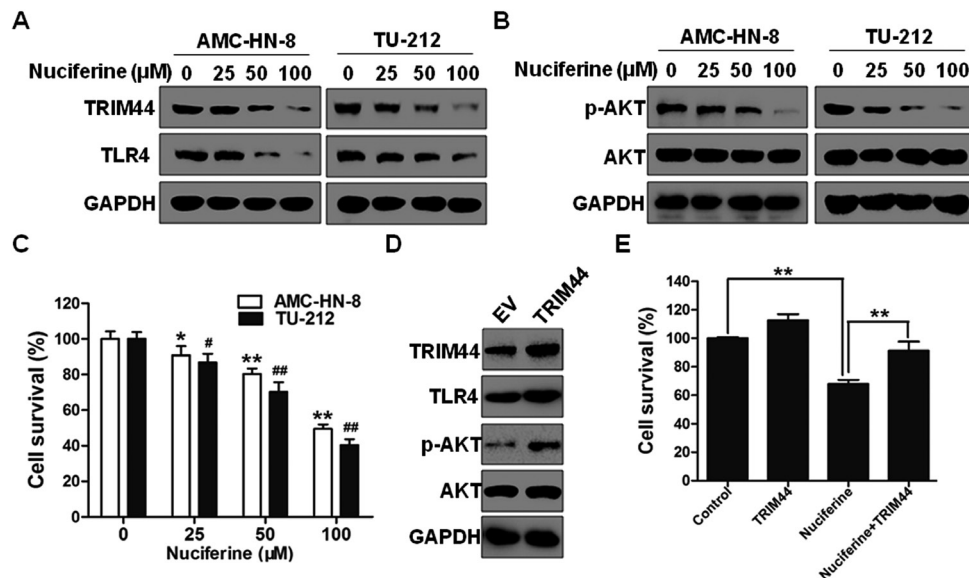 A
AMC-HN-8 TU-212
Nuciferine (µM) 0 25 50 100 0 25 50 100
TRIM44
TLR4
GAPDH
B
AMC-HN-8 TU-212
Nuciferine (µM) 0 25 50 100 0 25 50 100
p-AKT
AKT
GAPDH
C
AMC-HN-8
TU-212
Cell survival (%)
120
100
80
60
40
20
0
* #
** ##
** ##
0 25 50 100
Nuciferine (µM)
D
EV TRIM44
TRIM44
TLR4
p-AKT
AKT
GAPDH
E
Cell survival (%)
140
120
100
80
60
40
20
0
**
**
Control TRIM44 Nuciferine Nuciferine+TRIM44